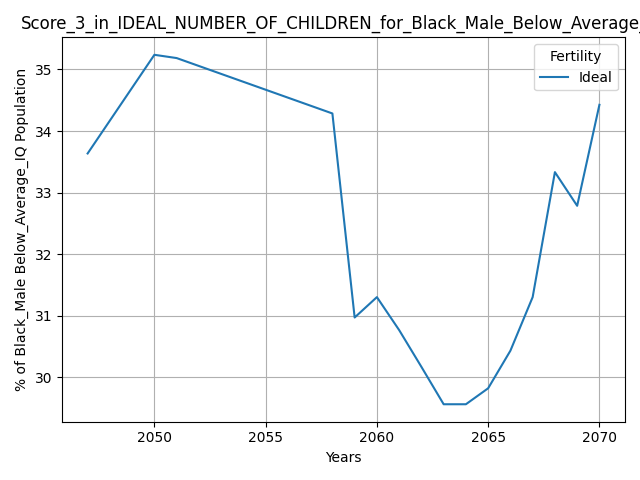 Score_3_in_IDEAL_NUMBER_OF_CHILDREN_for_Black_Male_Below_Average_
Fertility
Ideal
% of Black_Male Below_Average_IQ Population
35
34
33
32
31
30
2050
2055
2060
2065
2070
Years